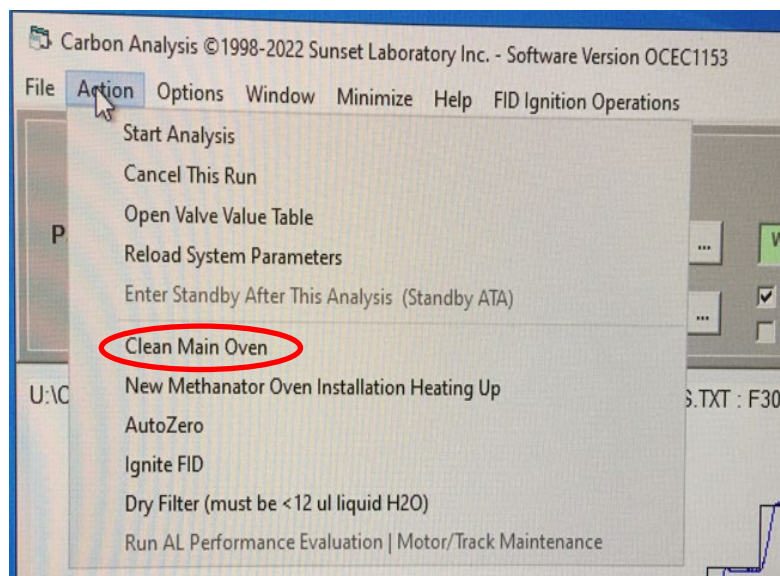 Carbon Analysis ©1998-2022 Sunset Laboratory Inc. - Software Version OCEC1153
File Action Options Window Minimize Help FID Ignition Operations
Start Analysis
Cancel This Run
Open Valve Value Table
P
...
Reload System Parameters
Enter Standby After This Analysis (Standby ATA)
...
Clean Main Oven
New Methanator Oven Installation Heating Up
U:\C
S.TXT : F30
AutoZero
Ignite FID
Dry Filter (must be <12 ul liquid H2O)
Run AL Performance Evaluation | Motor/Track Maintenance